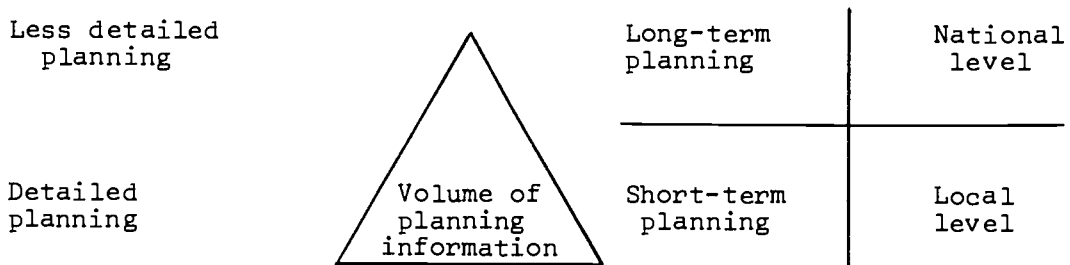 Less detailed
planning
Long-term
planning
National
level
Detailed
planning
Volume of
planning
information
Short-term
planning
Local
level